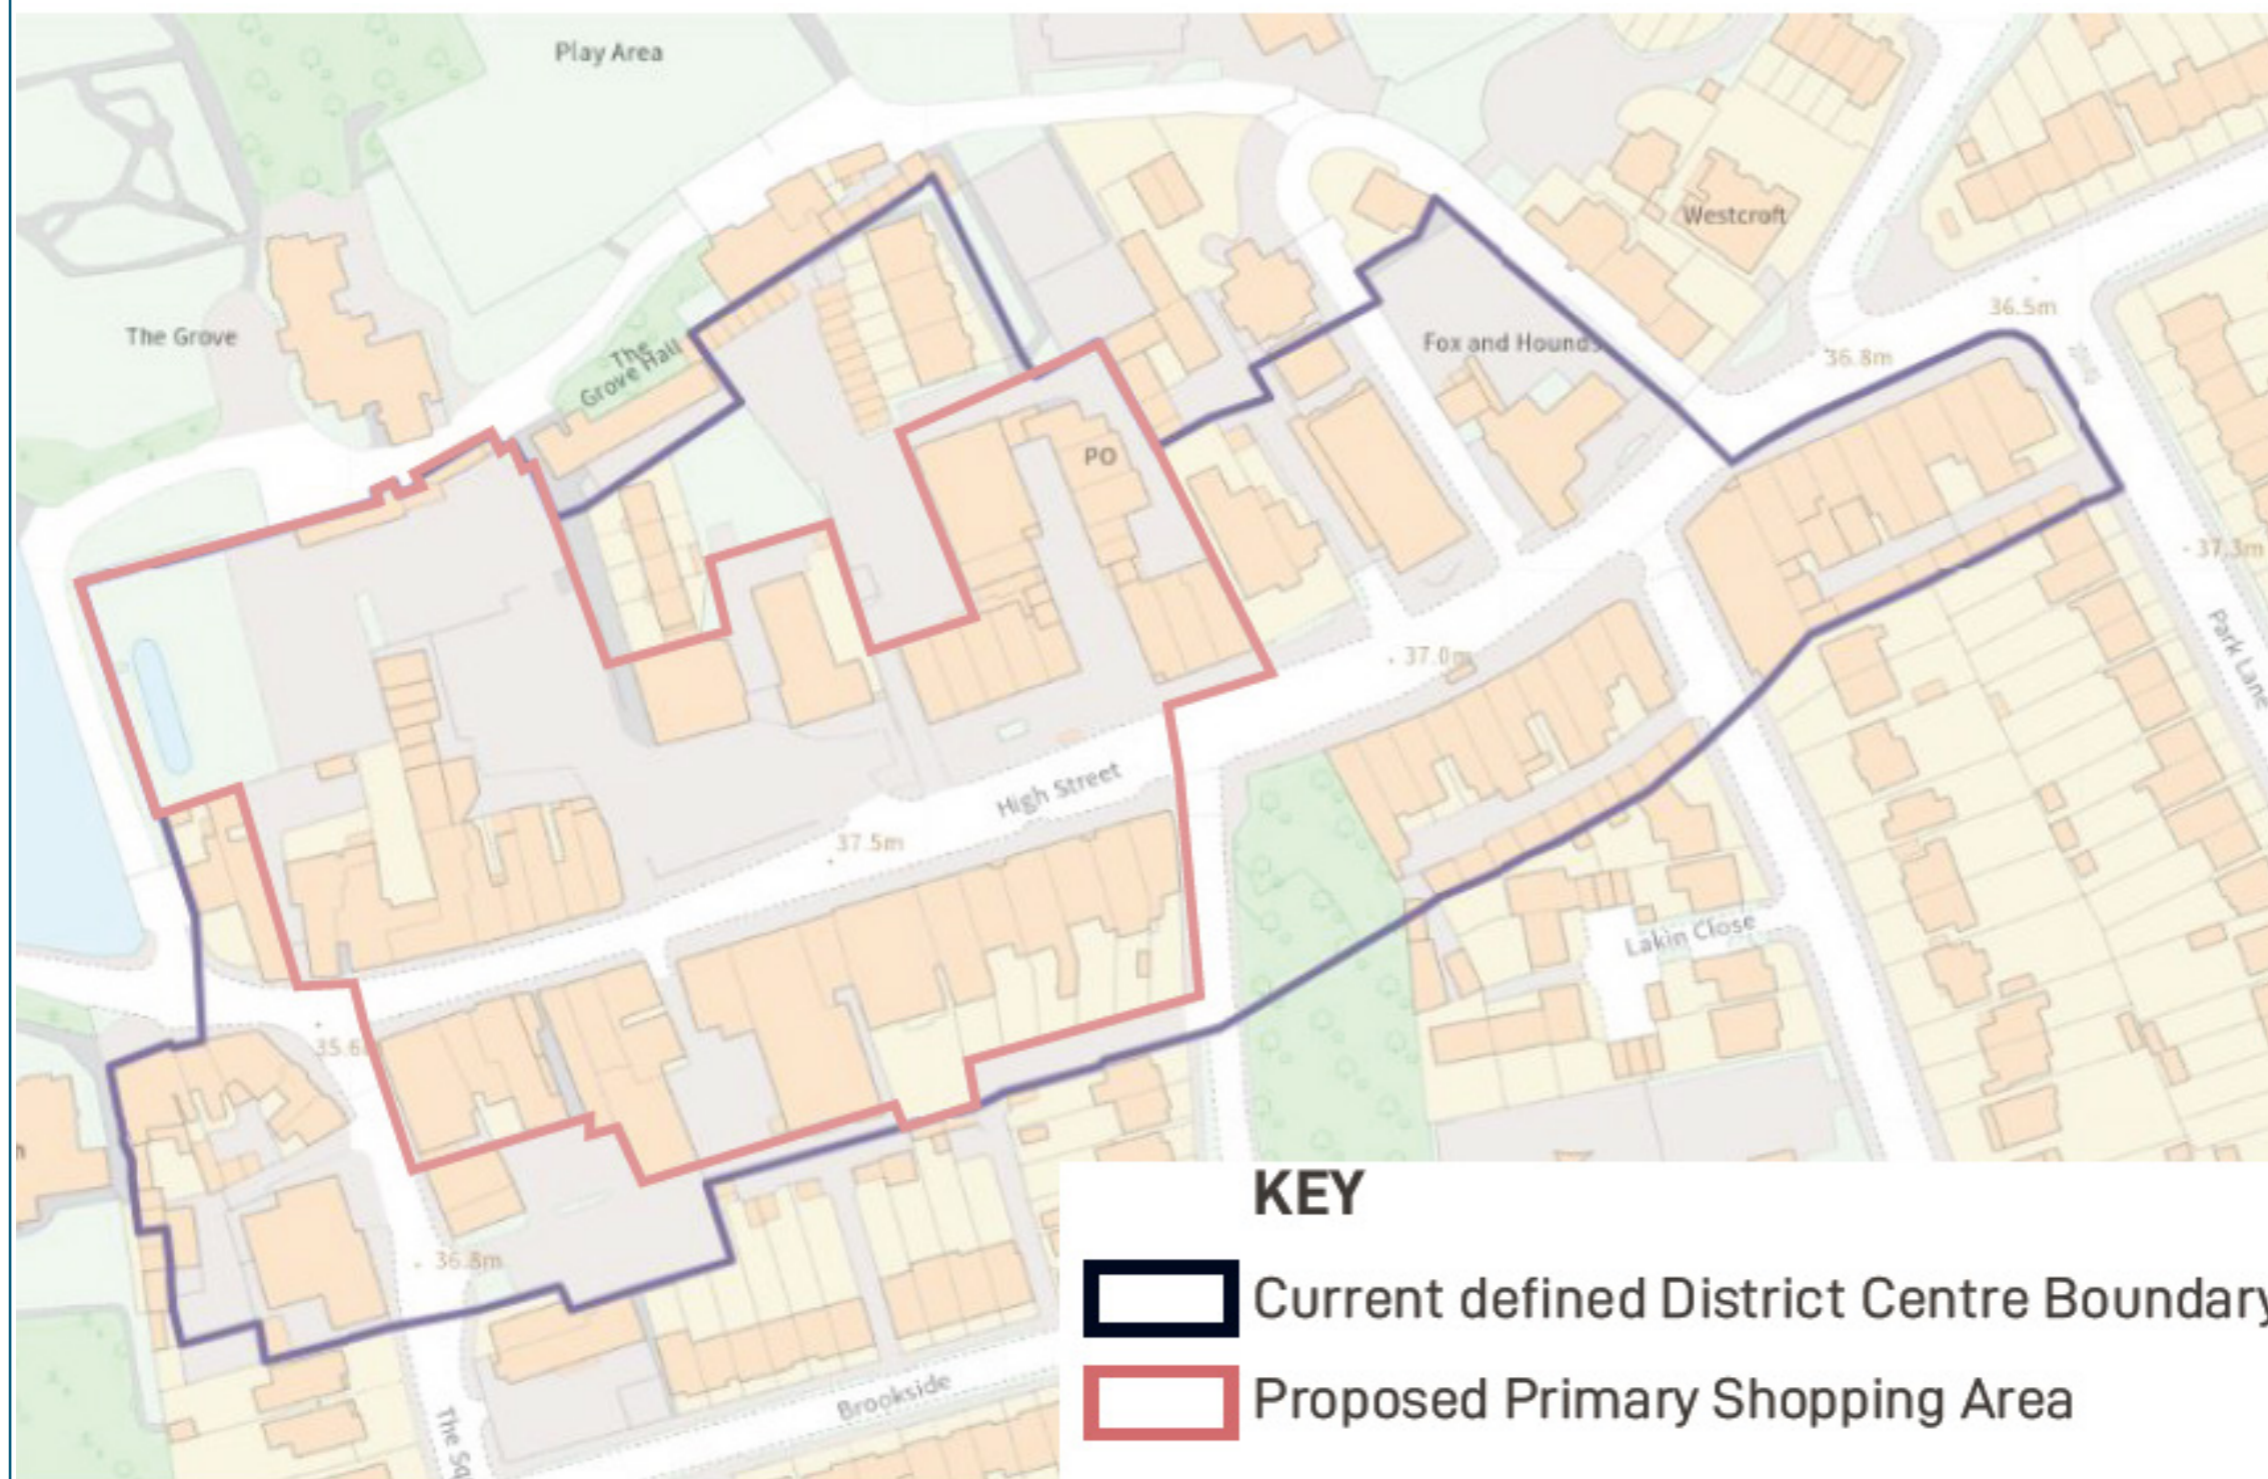 Play Area
Westcroft
36.5m
The Grove
The
Grove Hall
Fox and Hounds
36.8m
PO
37.3m
37.0m
Park Lane
High Street
37.5m
Lakin Close
35.6
KEY
36.8m
Current defined District Centre Boundary
Proposed Primary Shopping Area
Brookside
The Sq